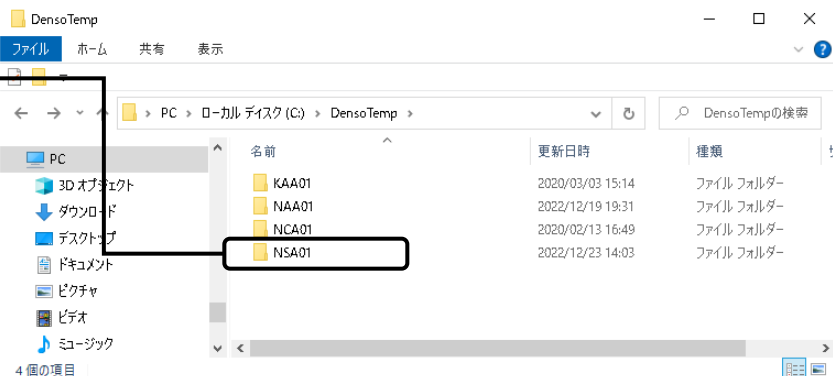 DensoTemp
ファイル ホーム 共有 表示
PC › ローカル ディスク (C:) › DensoTemp ›
DensoTempの検索
名前 更新日時 種類
PC
3D オブジェクト
ダウンロード
デスクトップ
ドキュメント
ピクチャ
ビデオ
ミュージック
KAA01 2020/03/03 15:14 ファイル フォルダー
NAA01 2022/12/19 19:31 ファイル フォルダー
NCA01 2020/02/13 16:49 ファイル フォルダー
NSA01 2022/12/23 14:03 ファイル フォルダー
4 個の項目